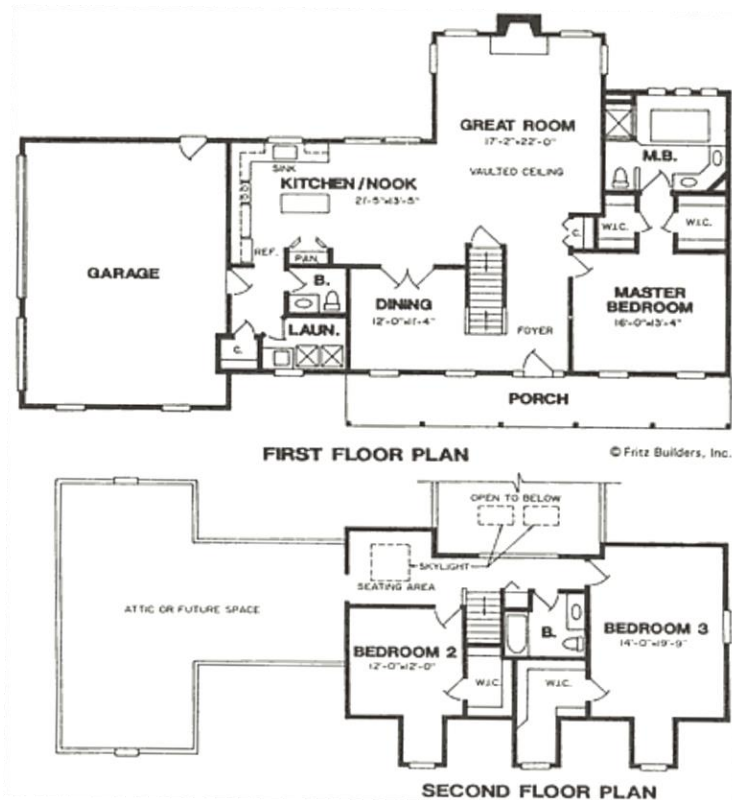 GREAT ROOM
17'-2"x22'-0"
VAULTED CEILING
M.B.
SINK
KITCHEN/NOOK
21'-5"x13'-5"
W.I.C.
W.I.C.
C.
REF.
PAN.
GARAGE
B.
DINING
12'-0"x11'-4"
MASTER
BEDROOM
16'-0"x13'-4"
LAUN.
FOYER
C.
PORCH
FIRST FLOOR PLAN
© Fritz Builders, Inc.
OPEN TO BELOW
SKYLIGHT
SEATING AREA
ATTIC OR FUTURE SPACE
BEDROOM 2
12'-0"x12'-0"
B.
BEDROOM 3
14'-0"x19'-9"
W.I.C.
W.I.C.
SECOND FLOOR PLAN